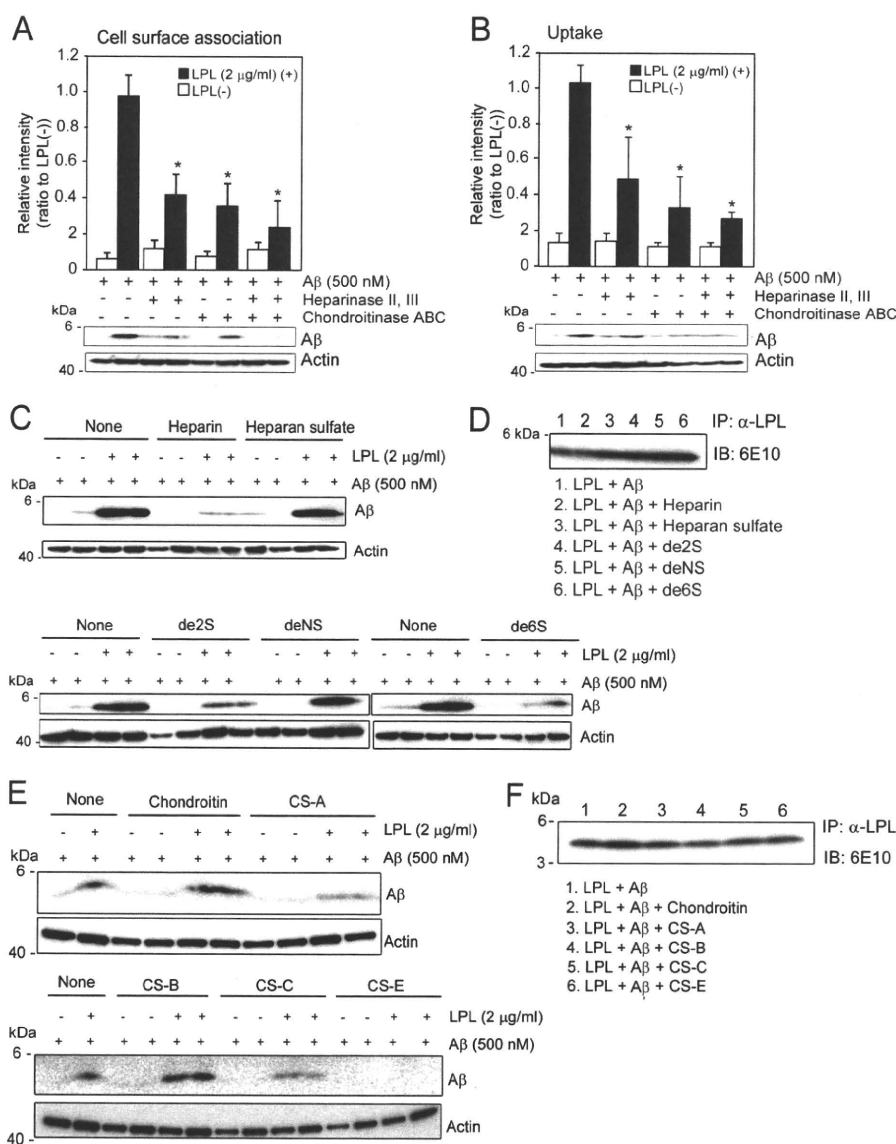 A
Cell surface association
1.2
1.0
0.6
0.4
2
0
Relative intensity
(ratio to LPL(-))
LPL (2 μg/ml) (+)
LPL(-)
* * *
+ + + + + + + + Aβ (500 nM)
+ + + + Heparinase II, III
+ + + + Chondroitinase ABC
kDa
6 -
Aβ
40 -
Actin
B
Uptake
1.2
1.0
0.6
0.4
2
0
Relative intensity
(ratio to LPL(-))
LPL (2 μg/ml) (+)
LPL(-)
* * *
+ + + + + + + + Aβ (500 nM)
+ + + + Heparinase II, III
+ + + + Chondroitinase ABC
kDa
6 -
Aβ
40 -
Actin
C
None Heparin Heparan sulfate
- - + + - - + + - - + + LPL (2 μg/ml)
+ + + + + + + + + + + + Aβ (500 nM)
kDa
6 -
Aβ
40 -
Actin
None de2S deNS None de6S
- - + + - - + + - - + + - - + + - - + + LPL (2 μg/ml)
+ + + + + + + + + + + + + + + + + + + + Aβ (500 nM)
kDa
6 -
Aβ
40 -
Actin
D
1 2 3 4 5 6 IP: α-LPL
6 kDa -
IB: 6E10
1. LPL + Aβ
2. LPL + Aβ + Heparin
3. LPL + Aβ + Heparan sulfate
4. LPL + Aβ + de2S
5. LPL + Aβ + deNS
6. LPL + Aβ + de6S
E
None Chondroitin CS-A
- + - - + + - - + + LPL (2 μg/ml)
+ + + + + + + + + + Aβ (500 nM)
kDa
6 -
Aβ
40 -
Actin
None CS-B CS-C CS-E
- + - - + + - - + + - - + + LPL (2 μg/ml)
+ + + + + + + + + + + + + + Aβ (500 nM)
kDa
6 -
Aβ
40 -
Actin
F
kDa
1 2 3 4 5 6
6 -
IP: α-LPL
3 -
IB: 6E10
1. LPL + Aβ
2. LPL + Aβ + Chondroitin
3. LPL + Aβ + CS-A
4. LPL + Aβ + CS-B
5. LPL + Aβ + CS-C
6. LPL + Aβ + CS-E